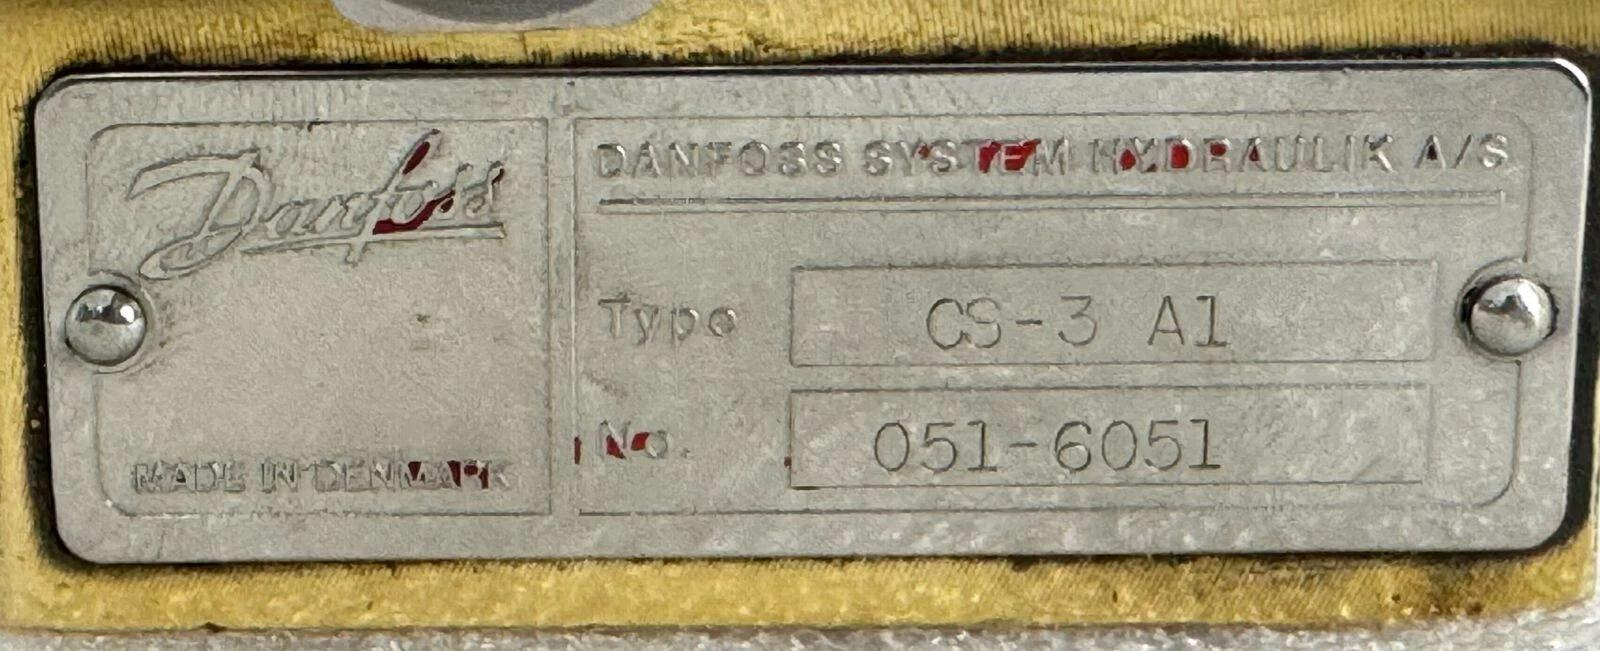 Danfoss
MADE IN DENMARK
DANFOSS SYSTEM HYDRAULIK A/S
Type CS-3 A1
No. 051-6051